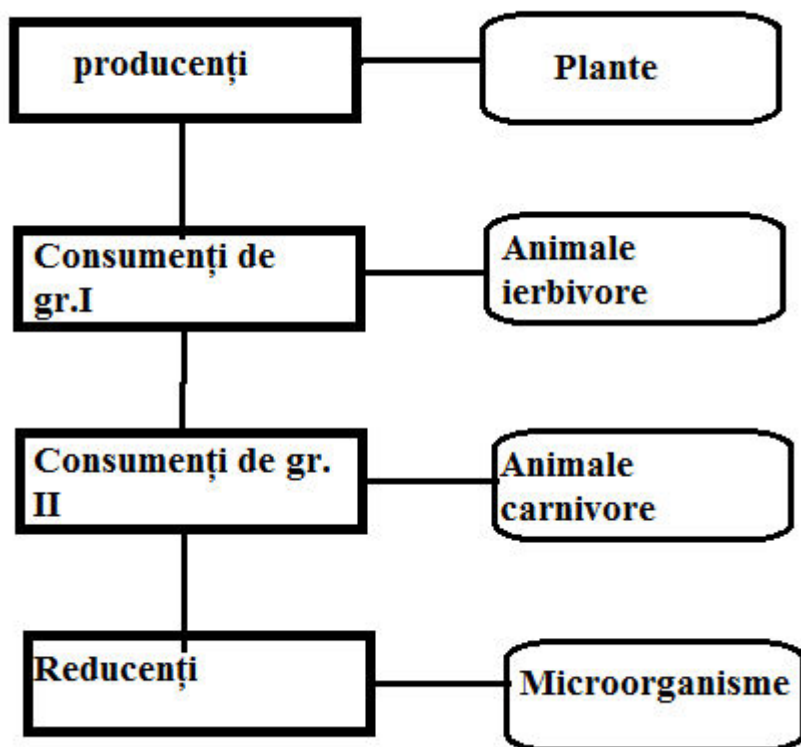 producenți
Plante
Consumenți de
gr.I
Animale
ierbivore
Consumenți de gr.
II
Animale
carnivore
Reducenți
Microorganisme